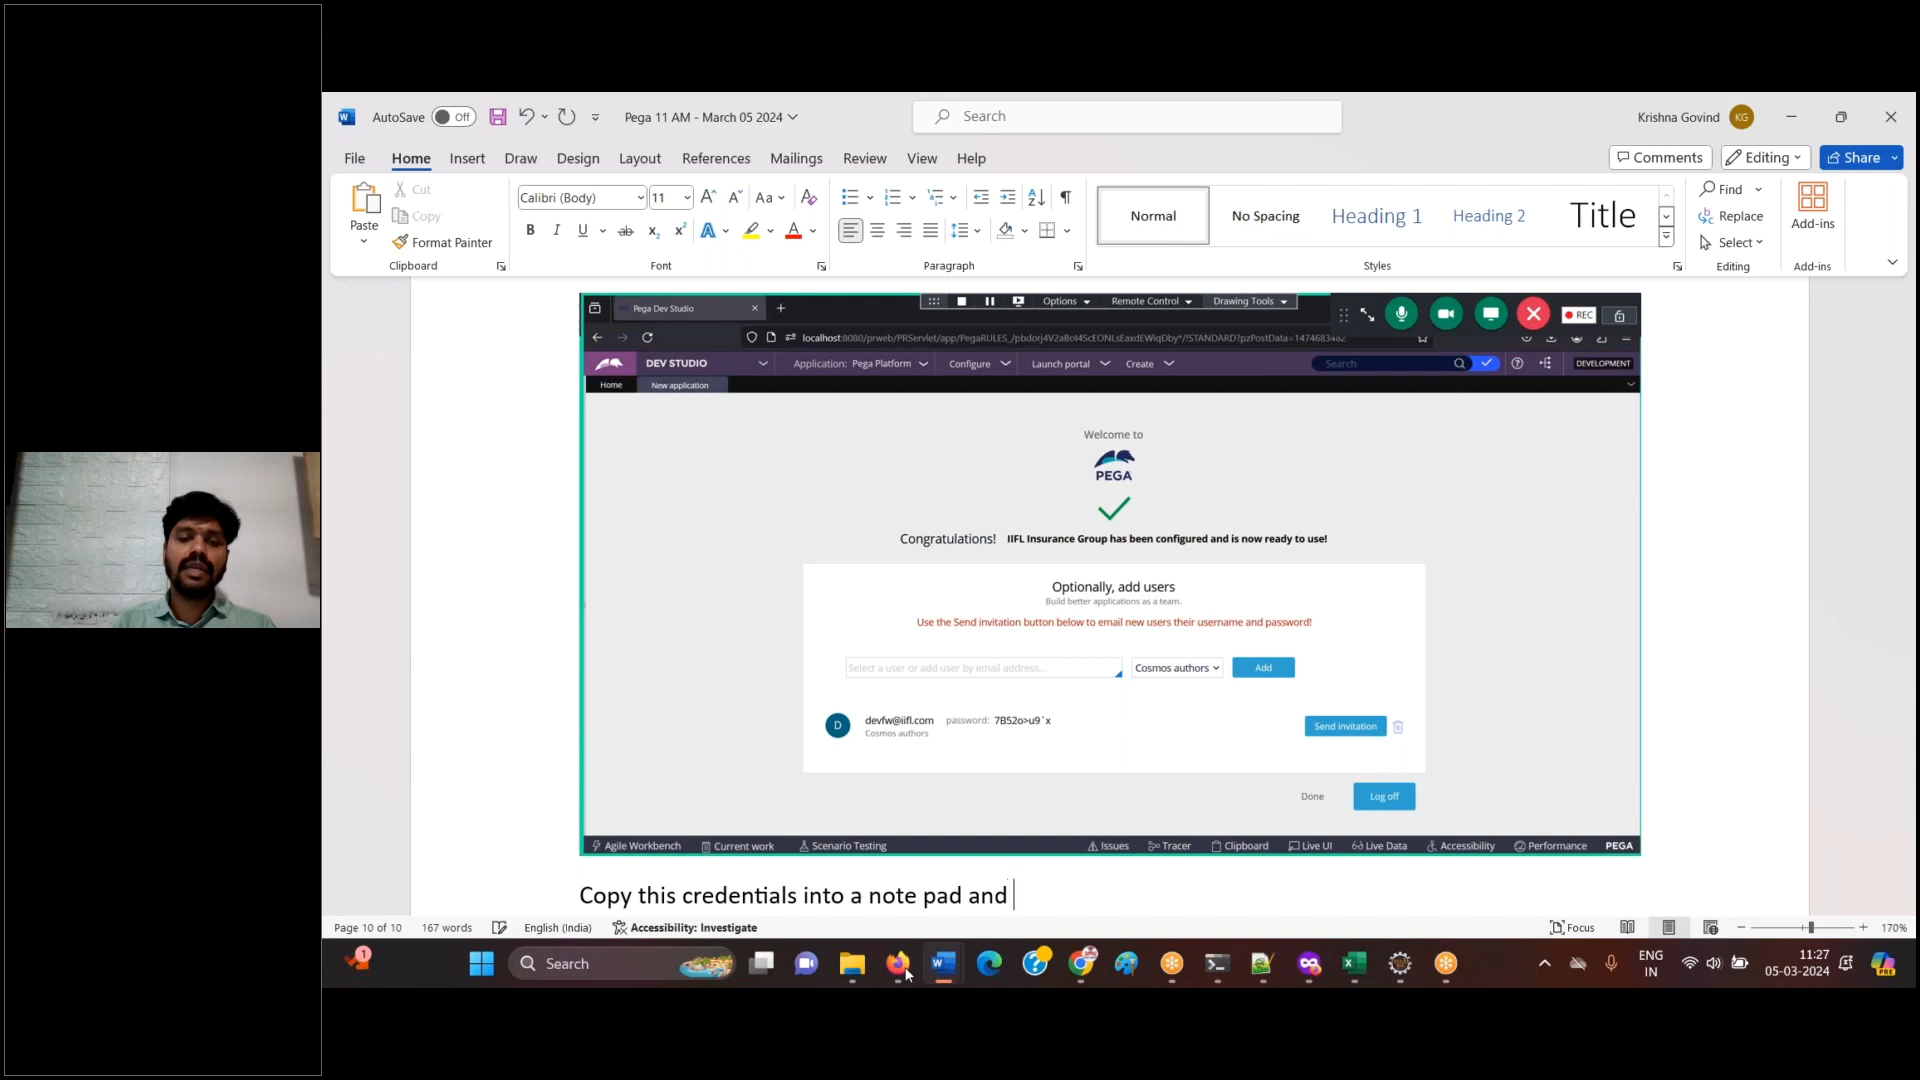 AutoSave Off
Pega 11 AM - March 05 2024
Search
Krishna Govind KG
File Home Insert Draw Design Layout References Mailings Review View Help
Comments Editing Share
Paste
Cut
Copy
Format Painter
Clipboard
Calibri (Body) 11
Font
Paragraph
Normal No Spacing Heading 1 Heading 2 Title
Styles
Find
Replace
Select
Editing
Add-ins
Add-ins
Pega Dev Studio
Options Remote Control Drawing Tools
REC
DEV STUDIO Application: Pega Platform Configure Launch portal Create Search DEVELOPMENT
Home New application
Welcome to
PEGA
Congratulations! IIFL Insurance Group has been configured and is now ready to use!
Optionally, add users
Build better applications as a team.
Use the Send invitation button below to email new users their username and password!
Select a user or add user by email address... Cosmos authors Add
D devfw@iifl.com password: 7B52o>u9`x
Cosmos authors
Send invitation
Done Log off
Agile Workbench Current work Scenario Testing Issues Tracer Clipboard Live UI Live Data Accessibility Performance PEGA
Copy this credentials into a note pad and
Page 10 of 10 167 words English (India) Accessibility: Investigate Focus 170%
1
Search
ENG
IN
11:27
05-03-2024